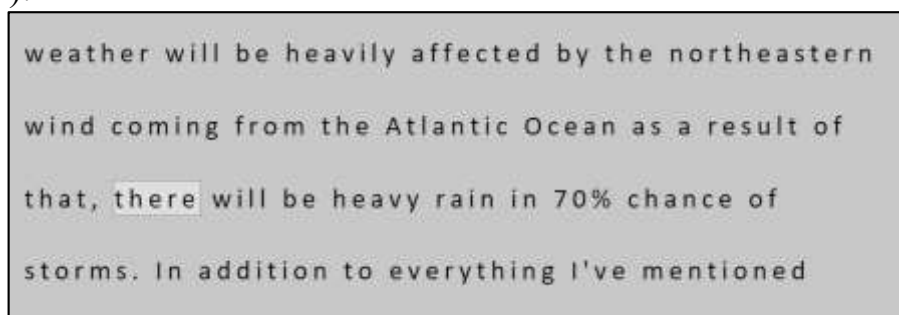 weather will be heavily affected by the northeastern
wind coming from the Atlantic Ocean as a result of
that, there will be heavy rain in 70% chance of
storms. In addition to everything I've mentioned